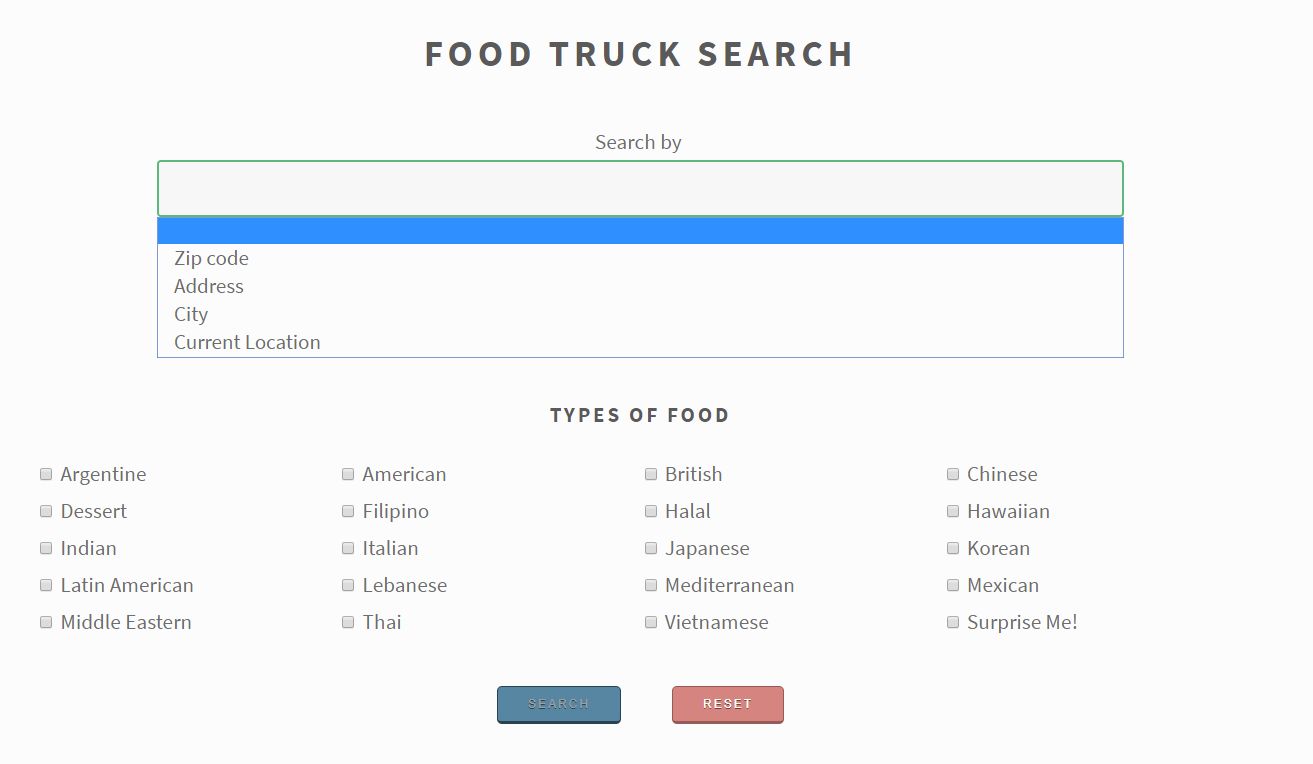 FOOD TRUCK SEARCH
Search by
Zip code
Address
City
Current Location
TYPES OF FOOD
Argentine American British Chinese
Dessert Filipino Halal Hawaiian
Indian Italian Japanese Korean
Latin American Lebanese Mediterranean Mexican
Middle Eastern Thai Vietnamese Surprise Me!
SEARCH RESET